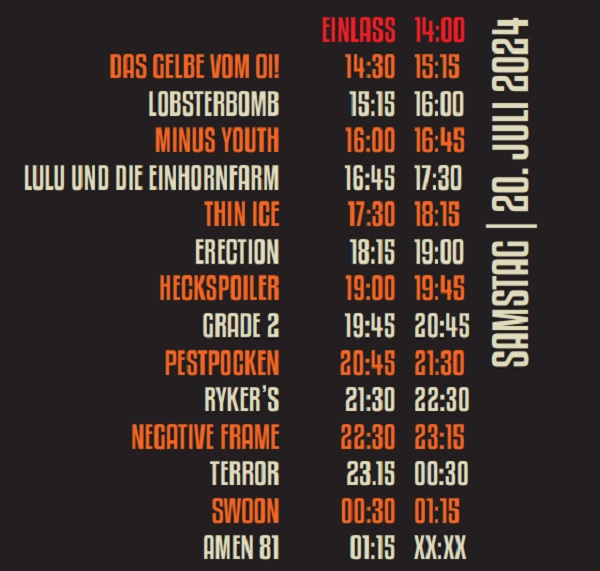 EINLASS 14:00
DAS GELBE VOM OI! 14:30 15:15
LOBSTERBOMB 15:15 16:00
MINUS YOUTH 16:00 16:45
LULU UND DIE EINHORNFARM 16:45 17:30
THIN ICE 17:30 18:15
ERECTION 18:15 19:00
HECKSPOILER 19:00 19:45
GRADE 2 19:45 20:45
PESTPOCKEN 20:45 21:30
RYKER'S 21:30 22:30
NEGATIVE FRAME 22:30 23:15
TERROR 23.15 00:30
SWOON 00:30 01:15
AMEN 81 01:15 XX:XX
SAMSTAG | 20. JULI 2024